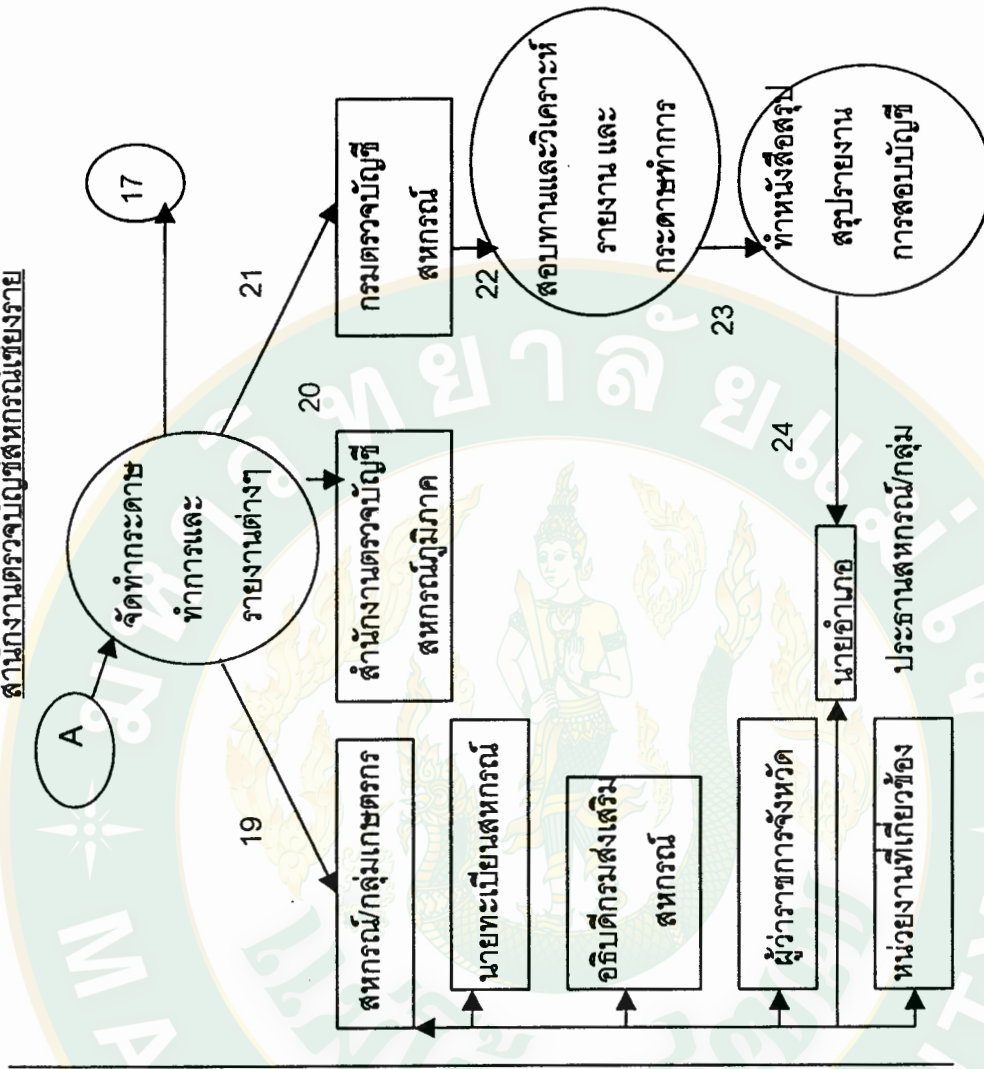 สำนักงานตรวจบัญชีสหกรณ์เชียงราย
A
17
จัดทำกระดาษ
ทำการและ
รายงานต่างๆ
19
20
21
สหกรณ์/กลุ่มเกษตรกร
สำนักงานตรวจบัญชี
สหกรณ์ภูมิภาค
กรมตรวจบัญชี
สหกรณ์
22
นายทะเบียนสหกรณ์
สอบทานและวิเคราะห์
รายงาน และ
กระดาษทำการ
อธิบดีกรมส่งเสริม
สหกรณ์
23
ผู้ว่าราชการจังหวัด
24
ทำหนังสือสรุป
สรุปรายงาน
การสอบบัญชี
นายอำเภอ
ประธานสหกรณ์/กลุ่ม
หน่วยงานที่เกี่ยวข้อง